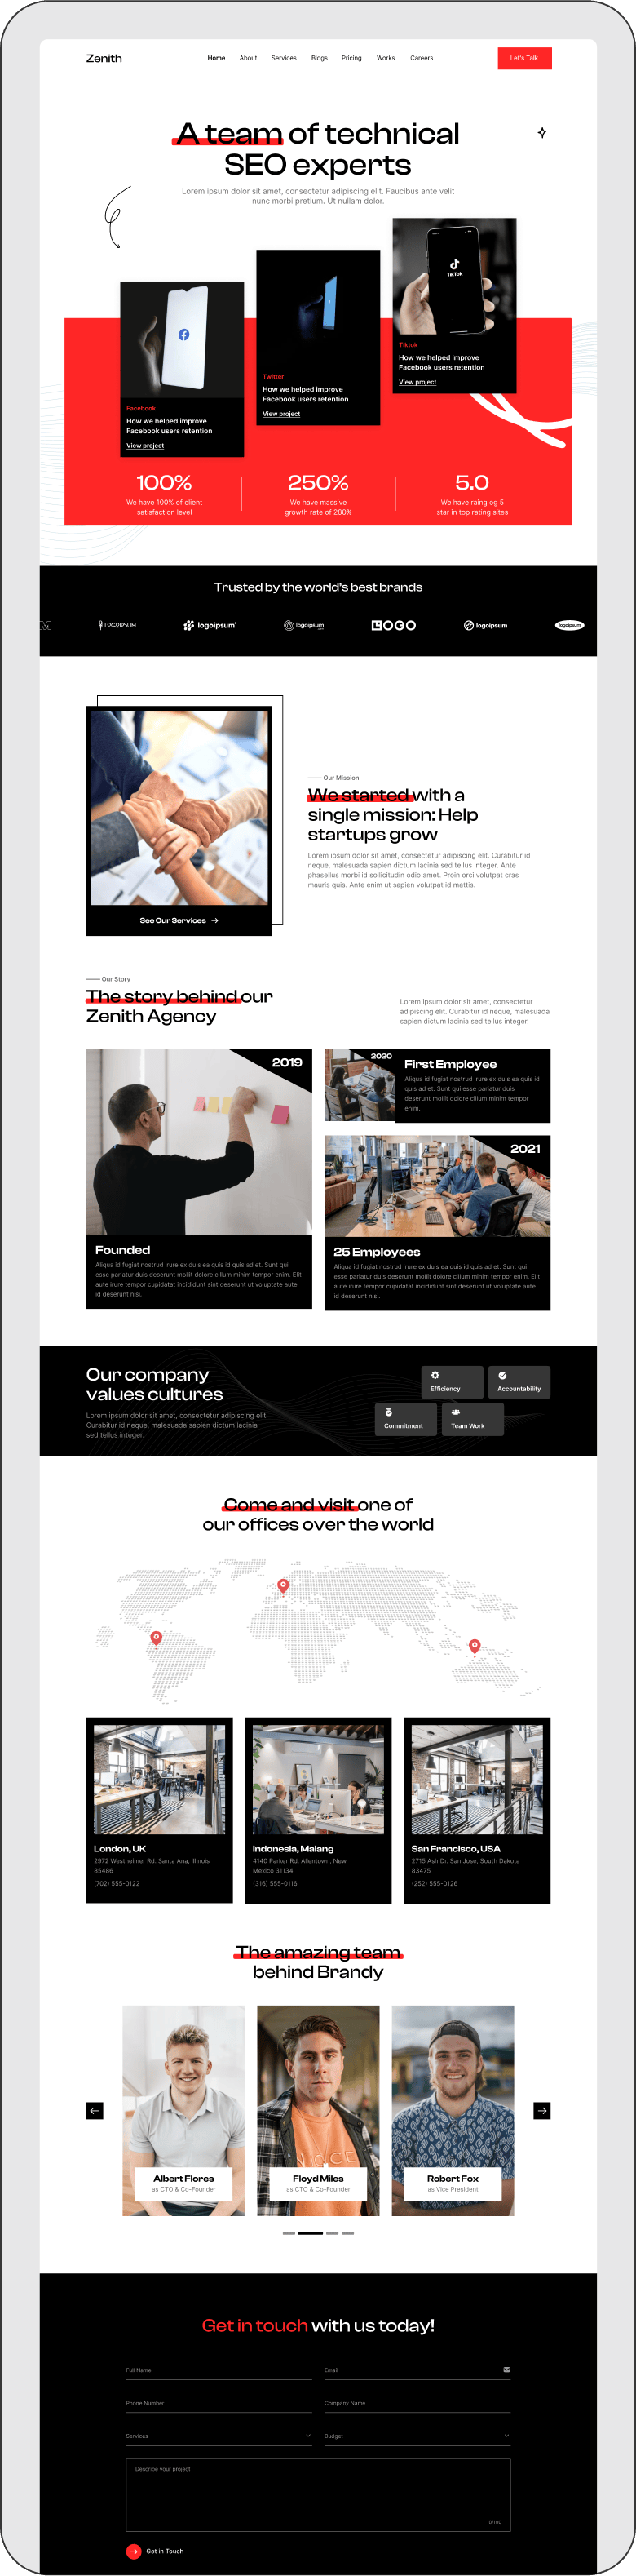 Zenith
Home About Services Blogs Pricing Works Careers
Let's Talk
A team of technical
SEO experts
Lorem ipsum dolor sit amet, consectetur adipiscing elit. Faucibus ante velit
nunc morbi pretium. Ut nullam dolor.
TikTok
Tiktok
How we helped improve
Facebook users retention
View project
Twitter
How we helped improve
Facebook users retention
View project
Facebook
How we helped improve
Facebook users retention
View project
100%
We have 100% of client
satisfaction level
250%
We have massive
growth rate of 280%
5.0
We have raing og 5
star in top rating sites
Trusted by the world's best brands
M
LOGOIPSUM
logoipsum
logoipsum
LOGO
logoipsum
logoipsum
Our Mission
We started with a
single mission: Help
startups grow
Lorem ipsum dolor sit amet, consectetur adipiscing elit. Curabitur id
neque, malesuada sapien dictum lacinia sed tellus integer. Ante
phasellus morbi id sollicitudin odio amet. Proin orci volutpat cras
mauris quis. Ante enim ut sapien volutpat id mattis.
See Our Services
Our Story
The story behind our
Zenith Agency
Lorem ipsum dolor sit amet, consectetur
adipiscing elit. Curabitur id neque, malesuada
sapien dictum lacinia sed tellus integer.
2019
Founded
Aliqua id fugiat nostrud irure ex duis ea quis id quis ad et. Sunt qui
esse pariatur duis deserunt mollit dolore cillum minim tempor enim. Elit
aute irure tempor cupidatat incididunt sint deserunt ut voluptate aute
id deserunt nisi.
2020
First Employee
Aliqua id fugiat nostrud irure ex duis ea quis id
quis ad et. Sunt qui esse pariatur duis
deserunt mollit dolore cillum minim tempor
enim.
2021
25 Employees
Aliqua id fugiat nostrud irure ex duis ea quis id quis ad et. Sunt qui
esse pariatur duis deserunt mollit dolore cillum minim tempor enim. Elit
aute irure tempor cupidatat incididunt sint deserunt ut voluptate aute
id deserunt nisi.
Our company
values cultures
Lorem ipsum dolor sit amet, consectetur adipiscing elit.
Curabitur id neque, malesuada sapien dictum lacinia
sed tellus integer.
Efficiency
Accountability
Commitment
Team Work
Come and visit one of
our offices over the world
London, UK
2972 Westheimer Rd. Santa Ana, Illinois
85486
(702) 555-0122
Indonesia, Malang
4140 Parker Rd. Allentown, New
Mexico 31134
(316) 555-0116
San Francisco, USA
2715 Ash Dr. San Jose, South Dakota
83475
(252) 555-0126
The amazing team
behind Brandy
Albert Flores
as CTO & Co-Founder
Floyd Miles
as CTO & Co-Founder
Robert Fox
as Vice President
Get in touch with us today!
Full Name
Email
Phone Number
Company Name
Services
Budget
Describe your project
Get in Touch